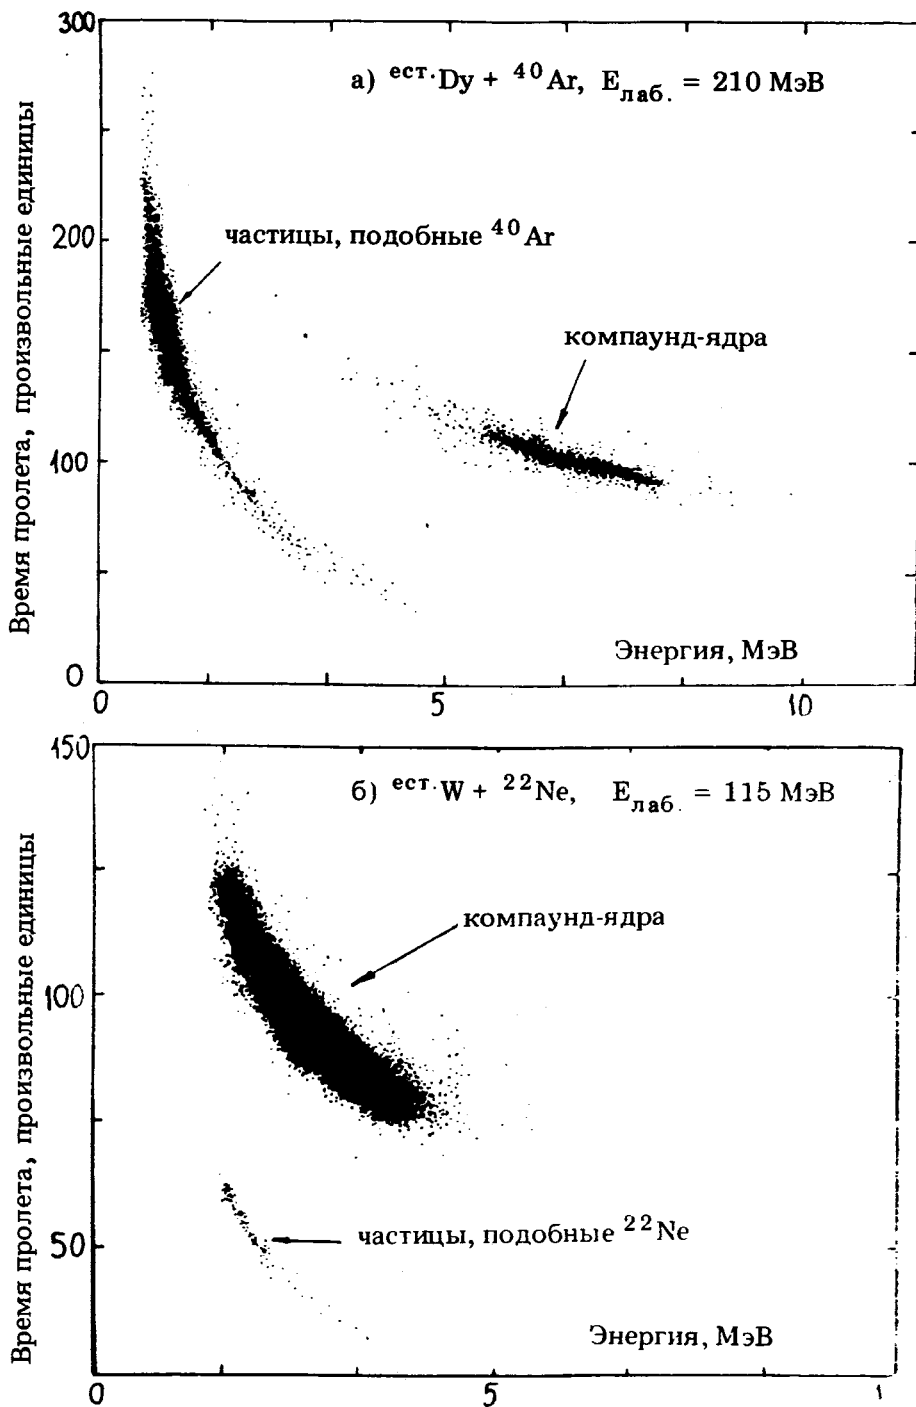 300
а) ест.Dy + 40Ar, Eлаб. = 210 МэВ
частицы, подобные 40Ar
200
компаунд-ядра
100
Энергия, МэВ
0
0 5 10
Время пролета, произвольные единицы
150
б) ест.W + 22Ne, Eлаб. = 115 МэВ
компаунд-ядра
100
частицы, подобные 22Ne
50
Энергия, МэВ
0 5 1
Время пролета, произвольные единицы